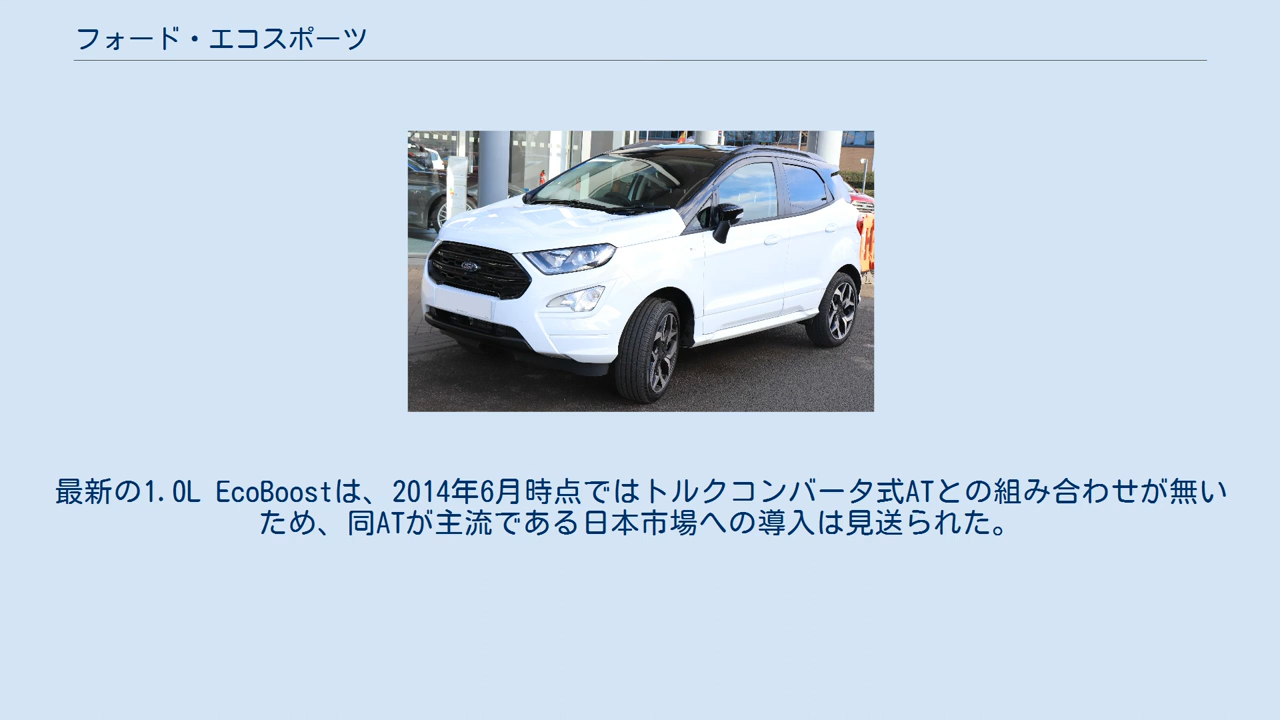 フォード・エコスポーツ
最新の1.0L EcoBoostは、2014年6月時点ではトルクコンバータ式ATとの組み合わせが無い
ため、同ATが主流である日本市場への導入は見送られた。